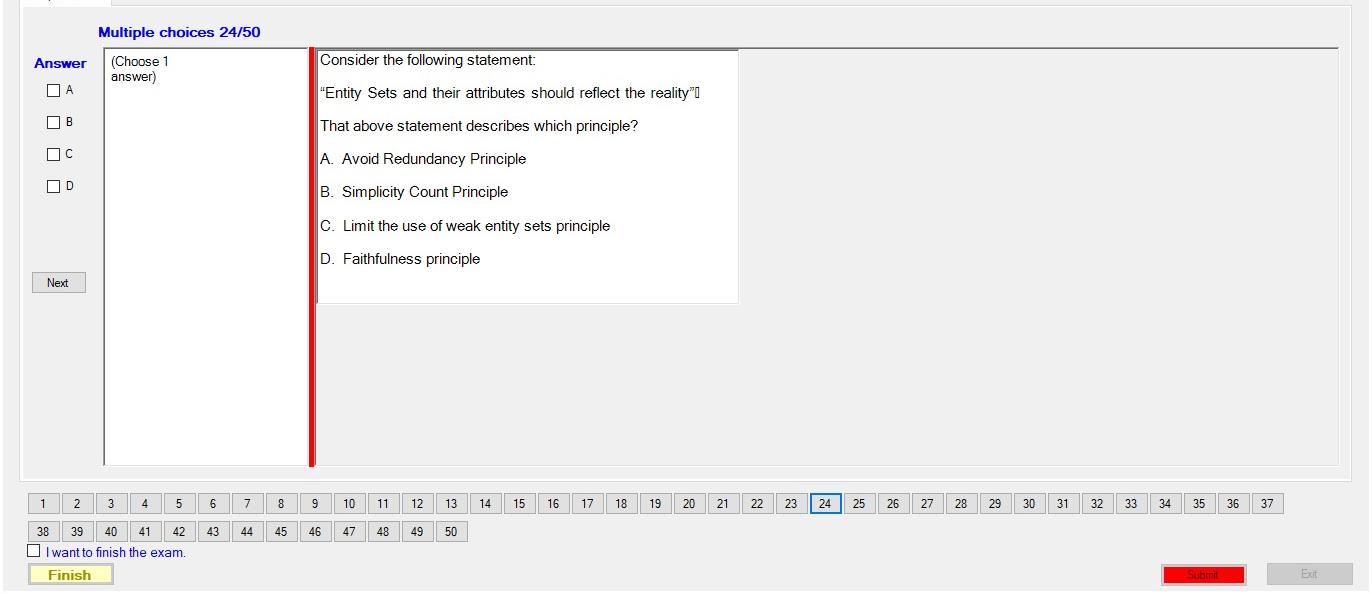 Multiple choices 24/50
Answer
(Choose 1
answer)
A
B
C
D
Next
Consider the following statement:
“Entity Sets and their attributes should reflect the reality”
That above statement describes which principle?
A. Avoid Redundancy Principle
B. Simplicity Count Principle
C. Limit the use of weak entity sets principle
D. Faithfulness principle
1 2 3 4 5 6 7 8 9 10 11 12 13 14 15 16 17 18 19 20 21 22 23 24 25 26 27 28 29 30 31 32 33 34 35 36 37
38 39 40 41 42 43 44 45 46 47 48 49 50
I want to finish the exam.
Finish
Submit
Exit